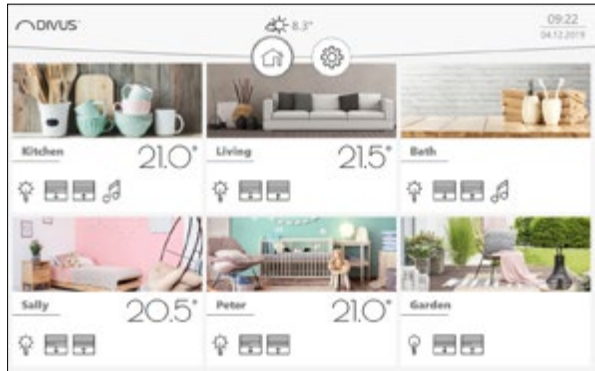 DIVUS
8.3°
09:22
04.12.2019
Kitchen
21.0°
Living
21.5°
Bath
Sally
20.5°
Peter
21.0°
Garden